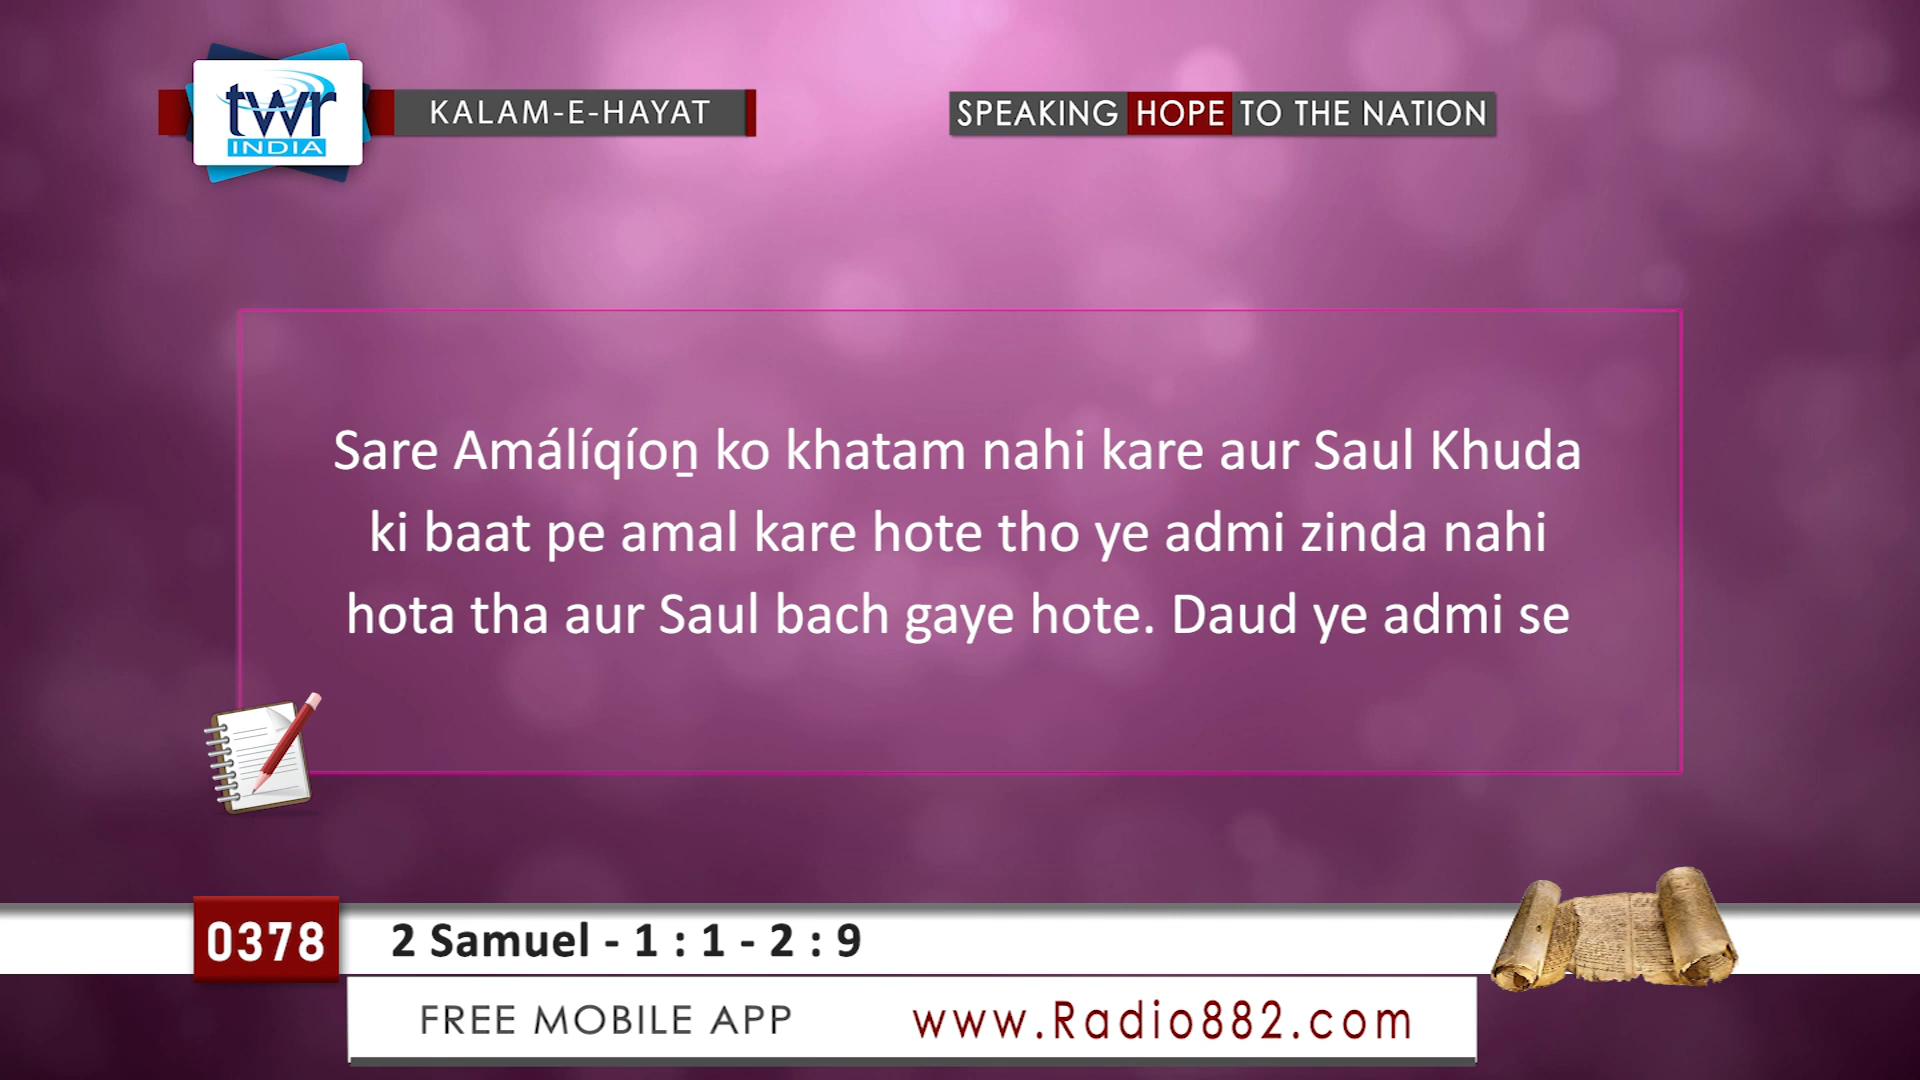 twr
INDIA
KALAM-E-HAYAT
SPEAKING HOPE TO THE NATION
Sare Amálíqíoṉ ko khatam nahi kare aur Saul Khuda
ki baat pe amal kare hote tho ye admi zinda nahi
hota tha aur Saul bach gaye hote. Daud ye admi se
0378
2 Samuel - 1 : 1 - 2 : 9
FREE MOBILE APP
www.Radio882.com